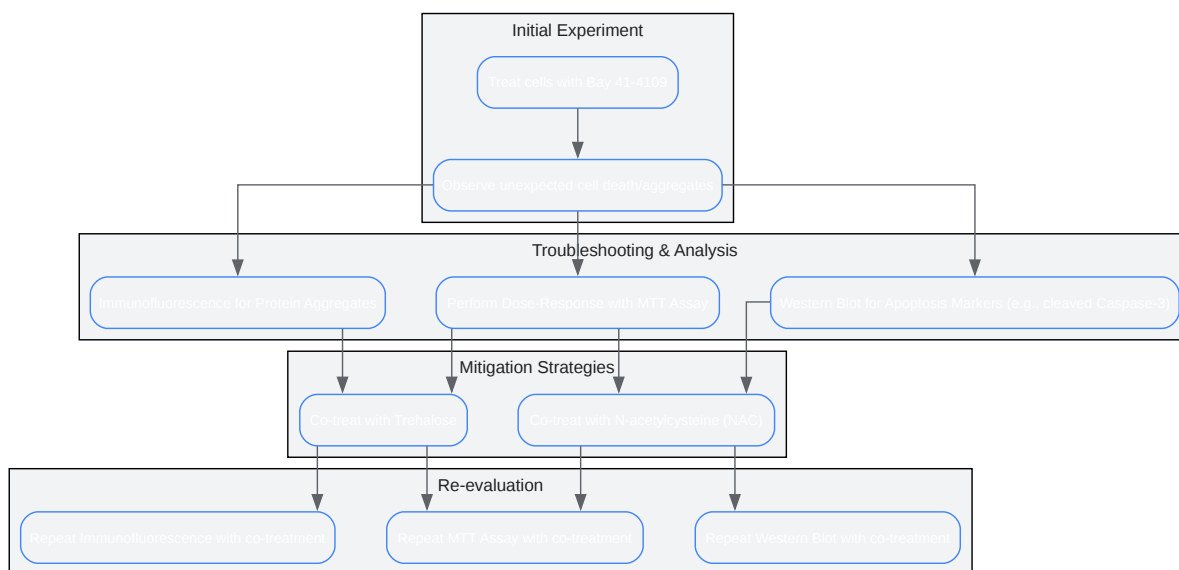 Initial Experiment
Treat cells with Bay 41-4109
Observe unexpected cell death/aggregates
Troubleshooting & Analysis
Immunofluorescence for Protein Aggregates
Perform Dose-Response with MTT Assay
Western Blot for Apoptosis Markers (e.g., cleaved Caspase-3)
Mitigation Strategies
Co-treat with Trehalose
Co-treat with N-acetylcysteine (NAC)
Re-evaluation
Repeat Immunofluorescence with co-treatment
Repeat MTT Assay with co-treatment
Repeat Western Blot with co-treatment